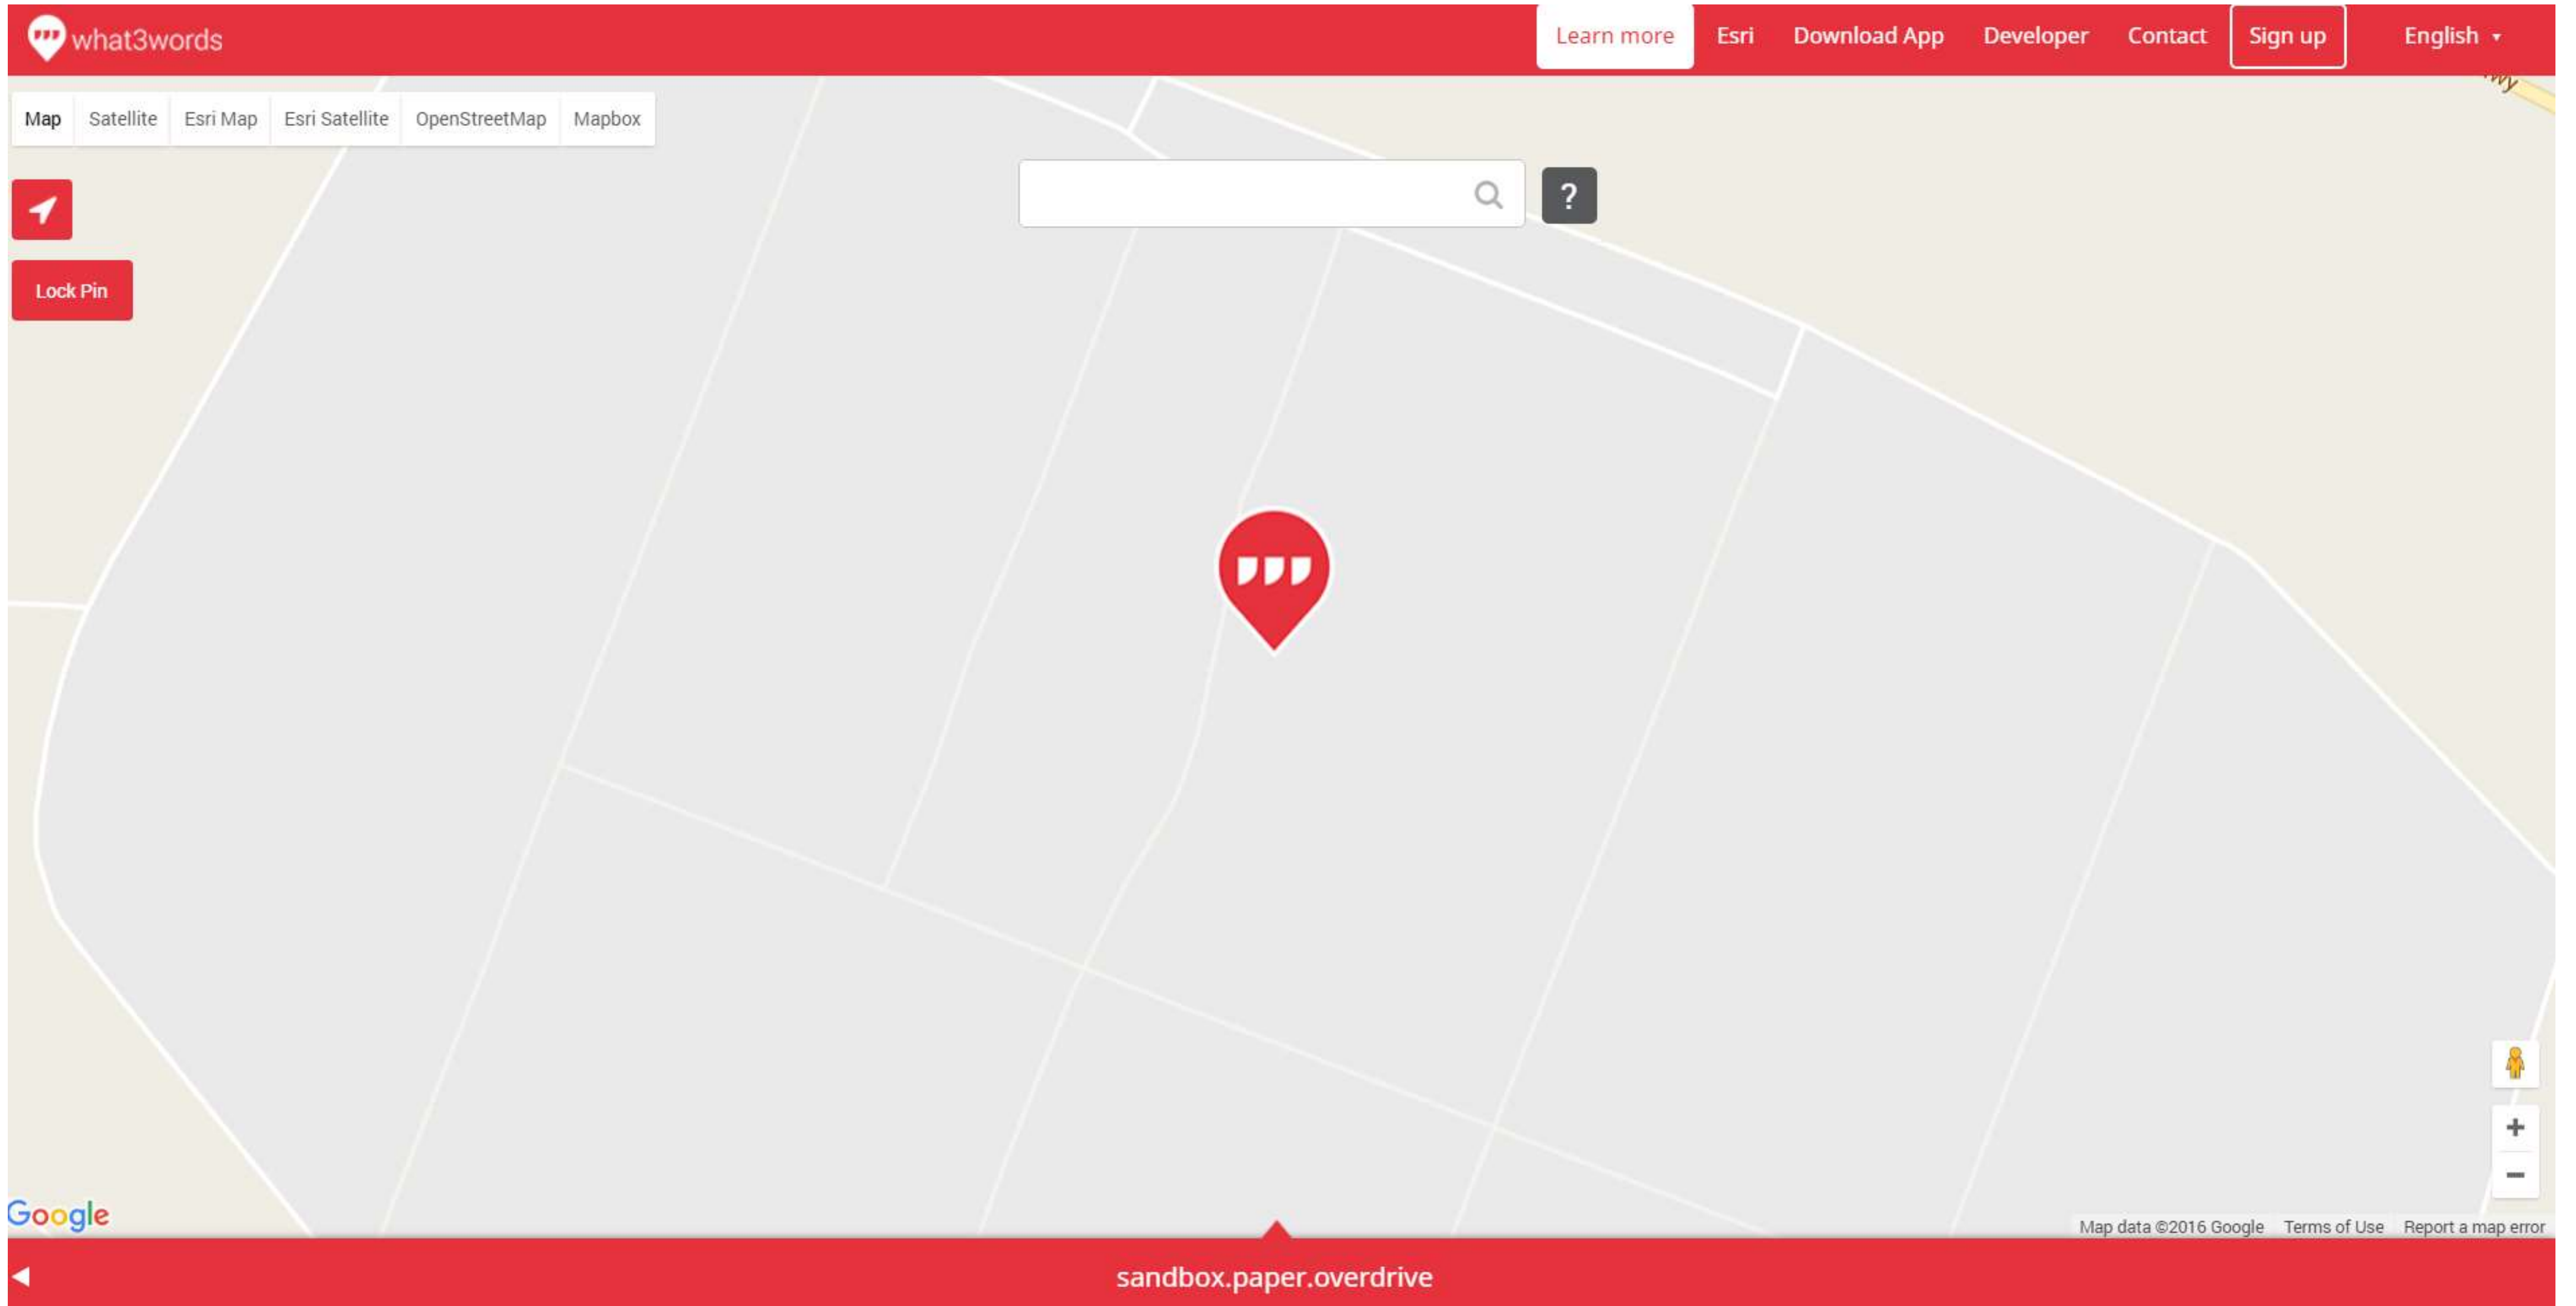 what3words
Learn more Esri Download App Developer Contact Sign up English
wy
Map Satellite Esri Map Esri Satellite OpenStreetMap Mapbox
?
Lock Pin
Google
Map data ©2016 Google Terms of Use Report a map error
sandbox.paper.overdrive